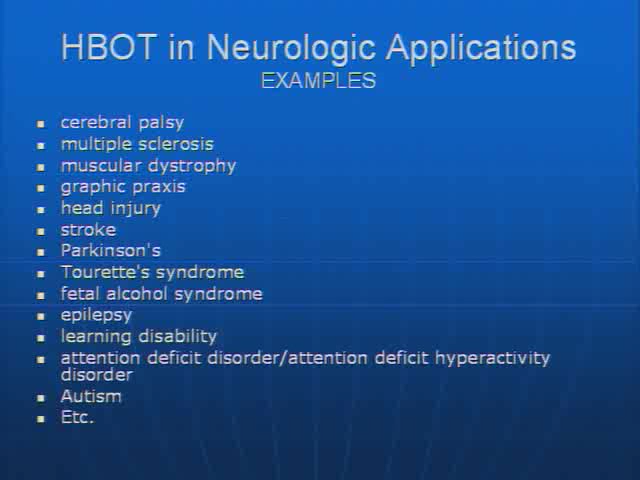 HBOT in Neurologic Applications
EXAMPLES
cerebral palsy
multiple sclerosis
muscular dystrophy
graphic praxis
head injury
stroke
Parkinson's
Tourette's syndrome
fetal alcohol syndrome
epilepsy
learning disability
attention deficit disorder/attention deficit hyperactivity
disorder
Autism
Etc.